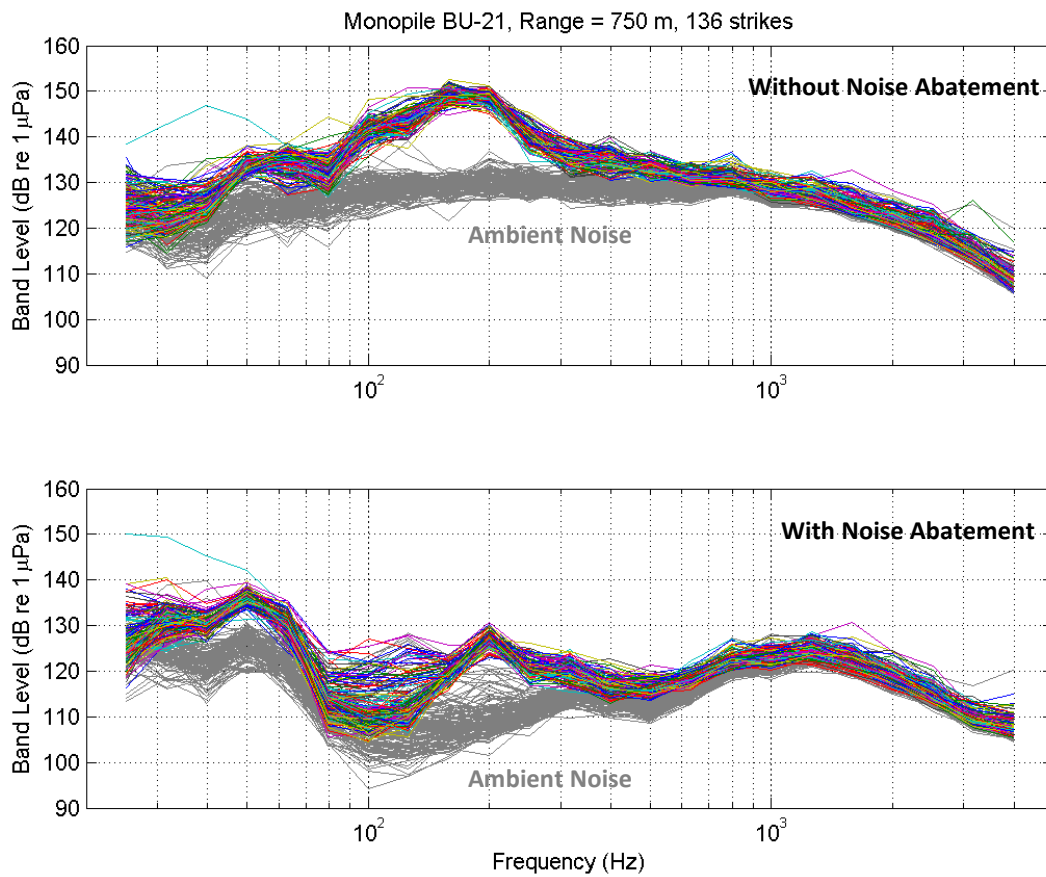 Monopile BU-21, Range = 750 m, 136 strikes
160
150
140
130
120
110
100
90
Band Level (dB re 1 μPa)
Without Noise Abatement
Ambient Noise
10²
10³
160
150
140
130
120
110
100
90
Band Level (dB re 1 μPa)
With Noise Abatement
Ambient Noise
10²
10³
Frequency (Hz)